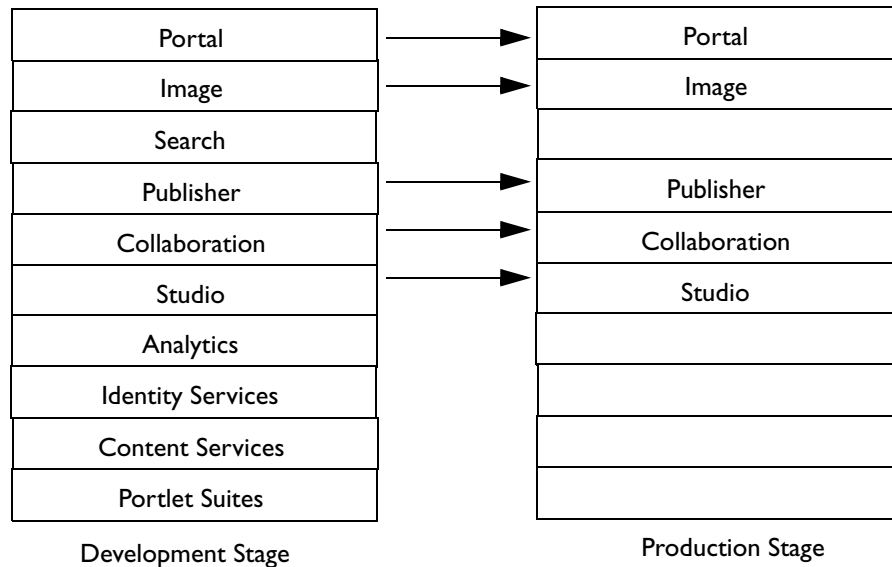 Portal
Image
Search
Publisher
Collaboration
Studio
Analytics
Identity Services
Content Services
Portlet Suites
Development Stage
Portal
Image
Publisher
Collaboration
Studio
Production Stage